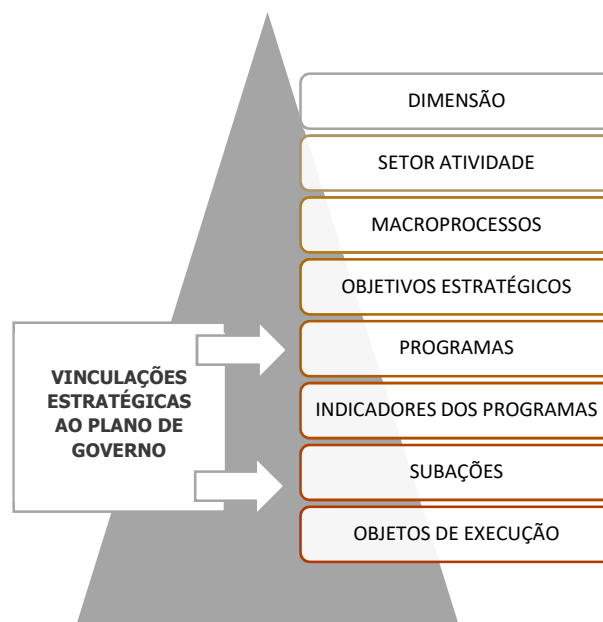 DIMENSÃO
SETOR ATIVIDADE
MACROPROCESSOS
OBJETIVOS ESTRATÉGICOS
PROGRAMAS
INDICADORES DOS PROGRAMAS
SUBAÇÕES
OBJETOS DE EXECUÇÃO
VINCULAÇÕES
ESTRATÉGICAS
AO PLANO DE
GOVERNO